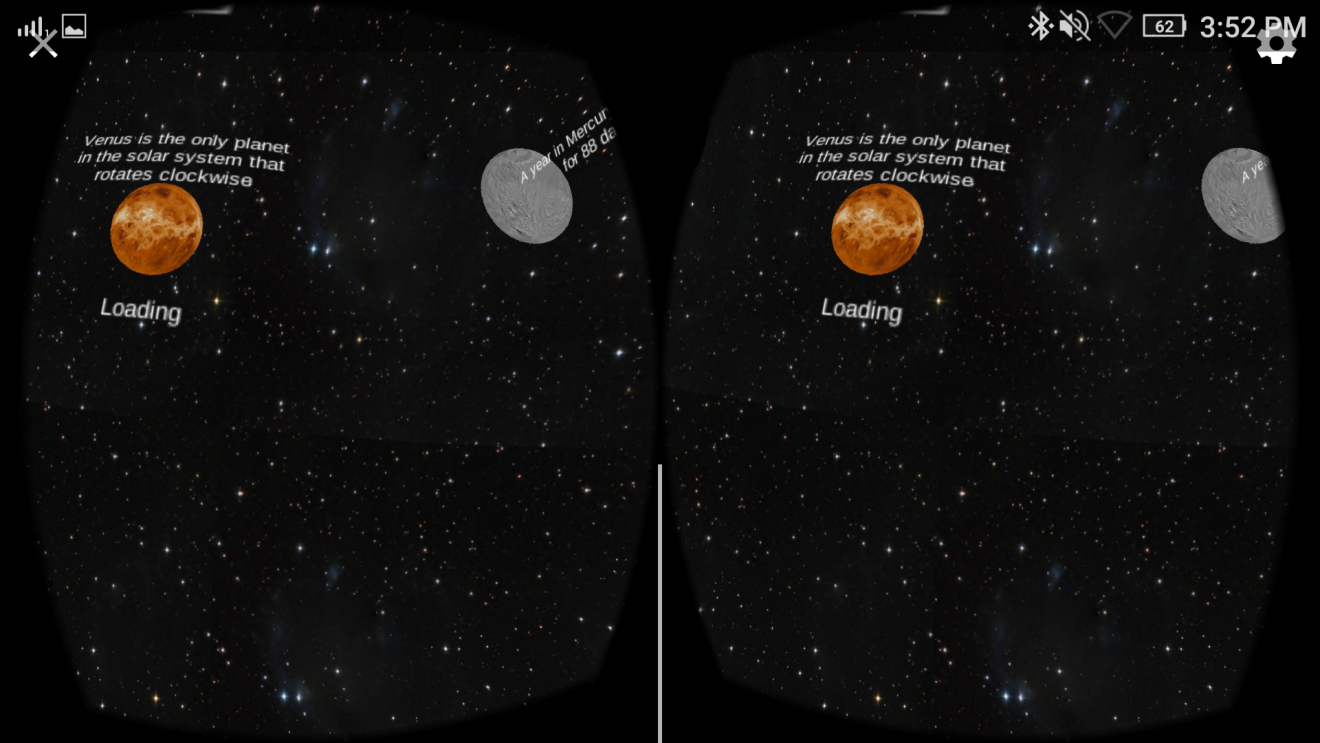 62 3:52 PM
Venus is the only planet
in the solar system that
rotates clockwise
Loading
A year in Mercur
for 88 da
Venus is the only planet
in the solar system that
rotates clockwise
Loading
A yea